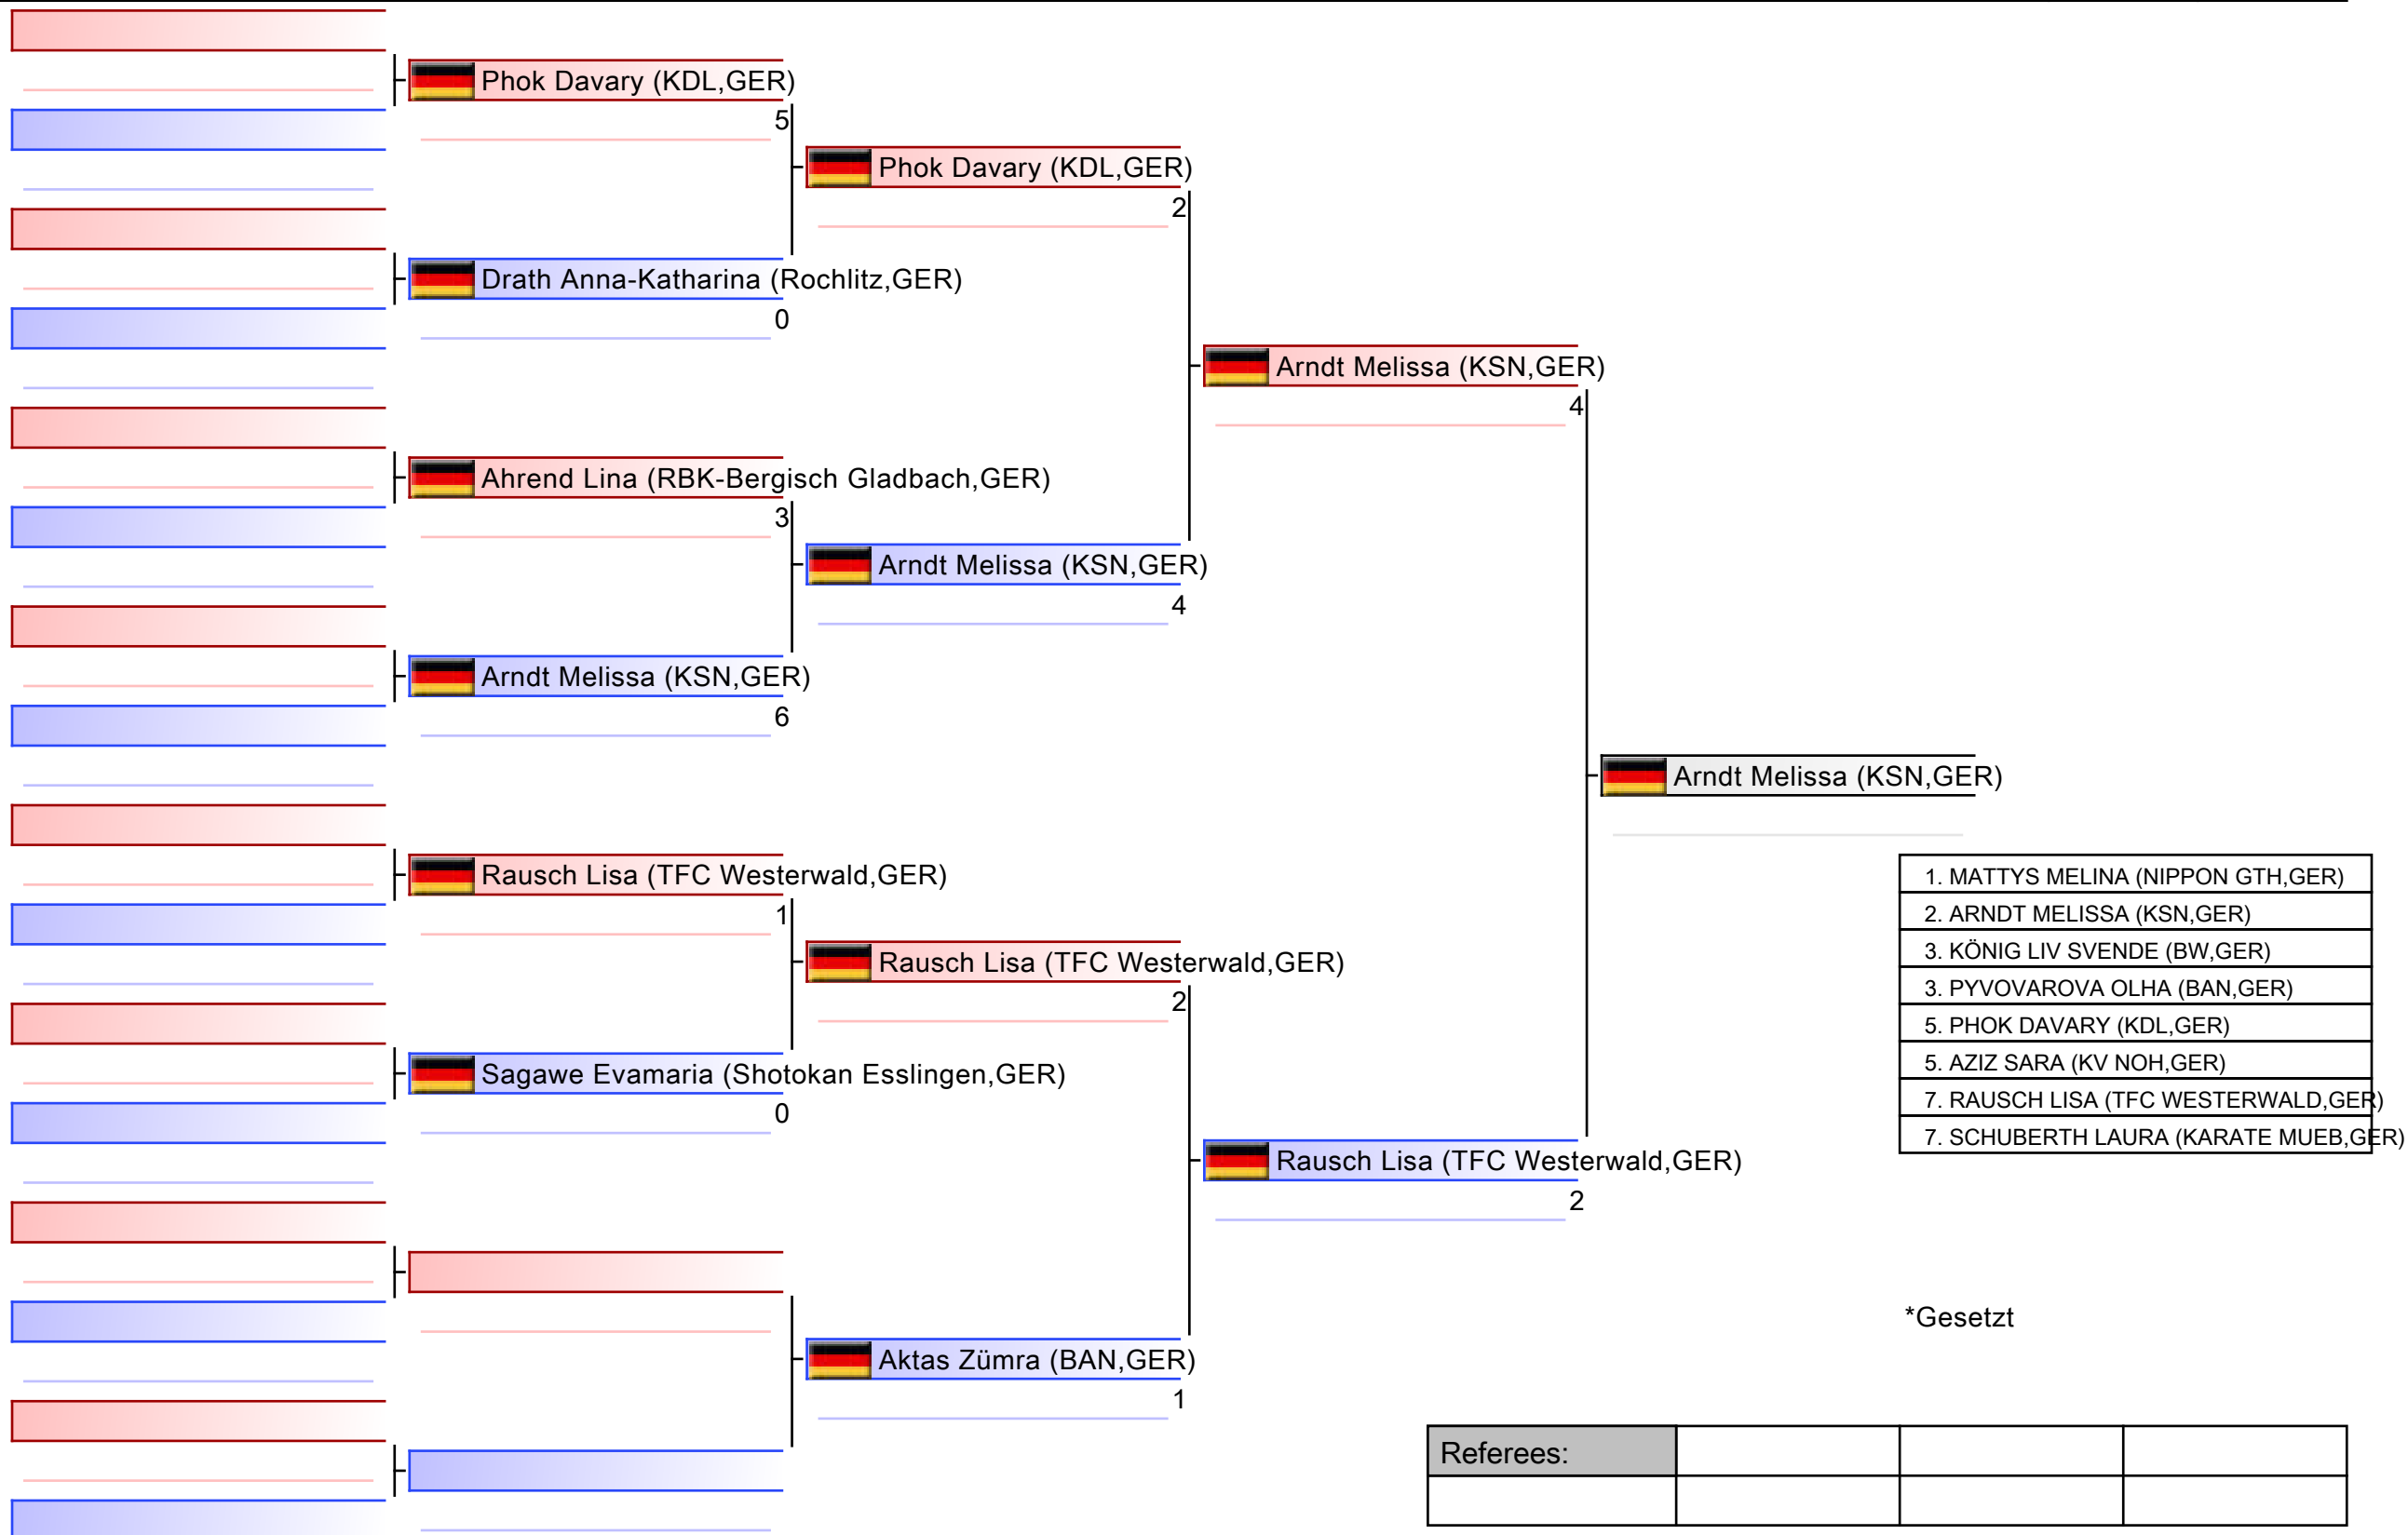 Phok Davary (KDL,GER)
5
Phok Davary (KDL,GER)
2
Drath Anna-Katharina (Rochlitz,GER)
0
Arndt Melissa (KSN,GER)
4
Ahrend Lina (RBK-Bergisch Gladbach,GER)
3
Arndt Melissa (KSN,GER)
4
Arndt Melissa (KSN,GER)
6
Arndt Melissa (KSN,GER)
Rausch Lisa (TFC Westerwald,GER)
1
Rausch Lisa (TFC Westerwald,GER)
2
Sagawe Evamaria (Shotokan Esslingen,GER)
0
Rausch Lisa (TFC Westerwald,GER)
2
Aktas Zümra (BAN,GER)
1
1. MATTYS MELINA (NIPPON GTH,GER)
2. ARNDT MELISSA (KSN,GER)
3. KÖNIG LIV SVENDE (BW,GER)
3. PYVOVAROVA OLHA (BAN,GER)
5. PHOK DAVARY (KDL,GER)
5. AZIZ SARA (KV NOH,GER)
7. RAUSCH LISA (TFC WESTERWALD,GER)
7. SCHUBERTH LAURA (KARATE MUEB,GER)
*Gesetzt
Referees: